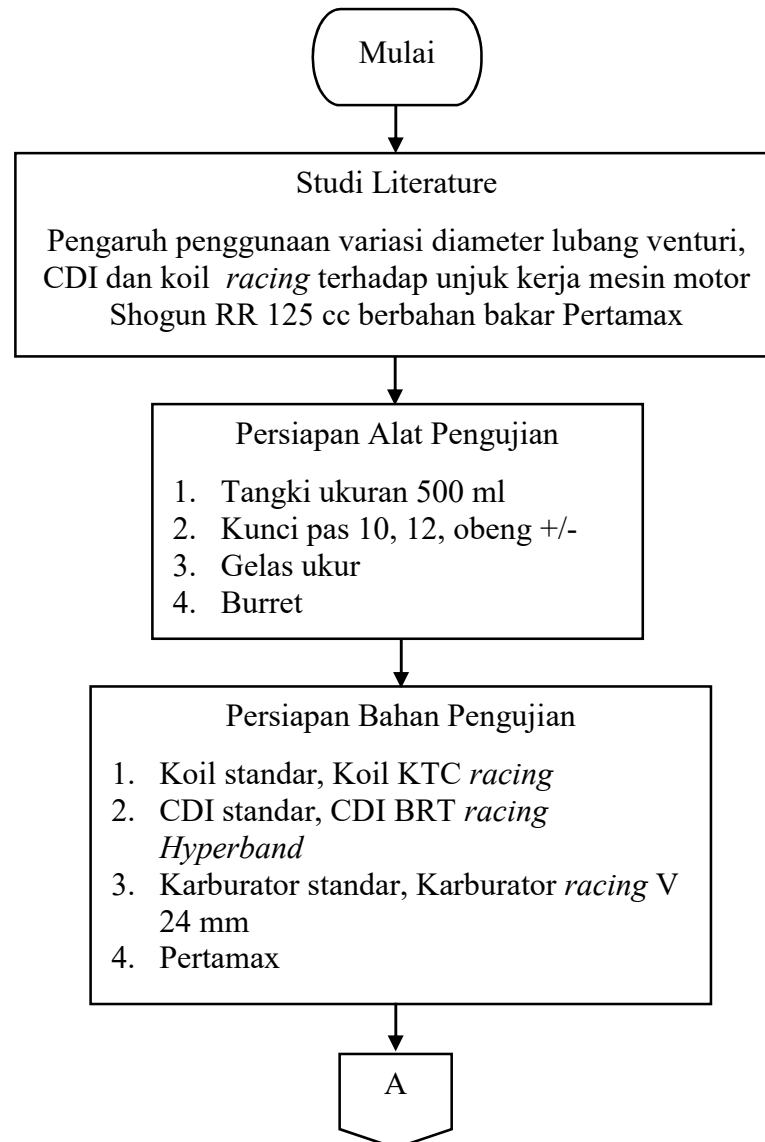 Mulai
Studi Literature
Pengaruh penggunaan variasi diameter lubang venturi,
CDI dan koil racing terhadap unjuk kerja mesin motor
Shogun RR 125 cc berbahan bakar Pertamax
Persiapan Alat Pengujian
1. Tangki ukuran 500 ml
2. Kunci pas 10, 12, obeng +/-
3. Gelas ukur
4. Burret
Persiapan Bahan Pengujian
1. Koil standar, Koil KTC racing
2. CDI standar, CDI BRT racing
Hyperband
3. Karburator standar, Karburator racing V
24 mm
4. Pertamax
A